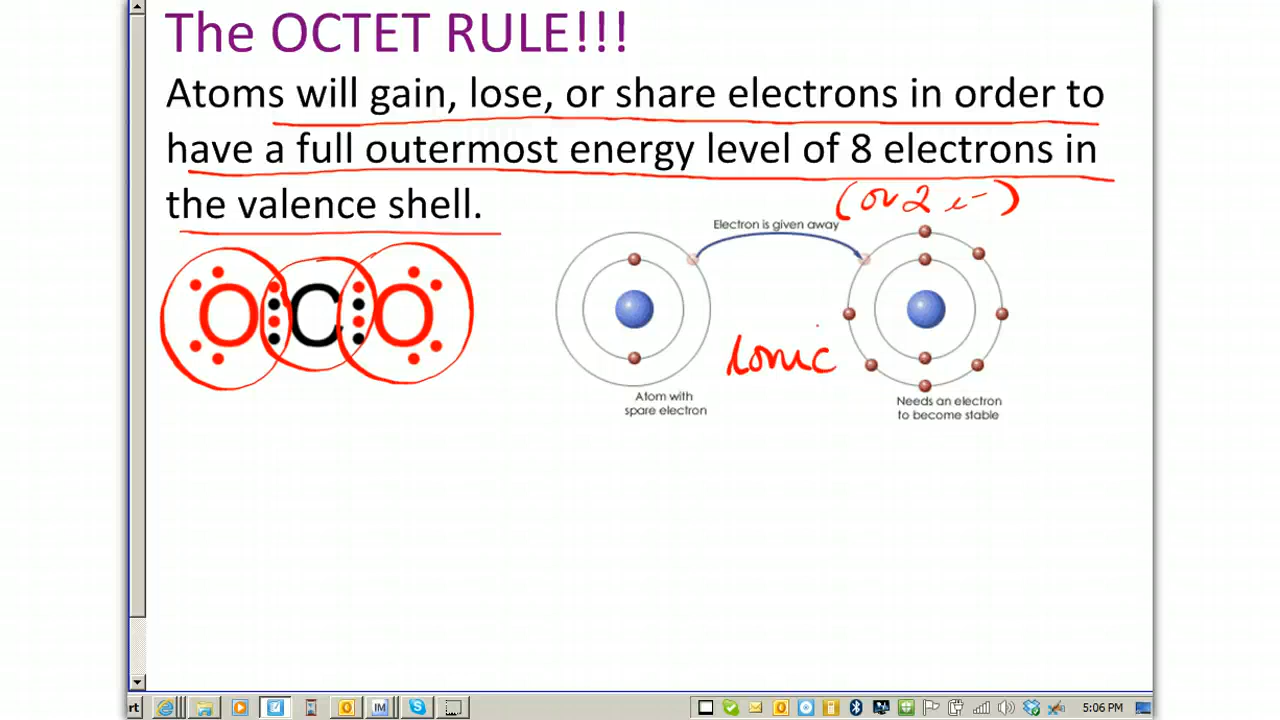 The OCTET RULE!!!
Atoms will gain, lose, or share electrons in order to
have a full outermost energy level of 8 electrons in
the valence shell.
(or 2 e-)
Electron is given away
O C O
Ionic
Atom with
spare electron
Needs an electron
to become stable
rt
IM
5:06 PM